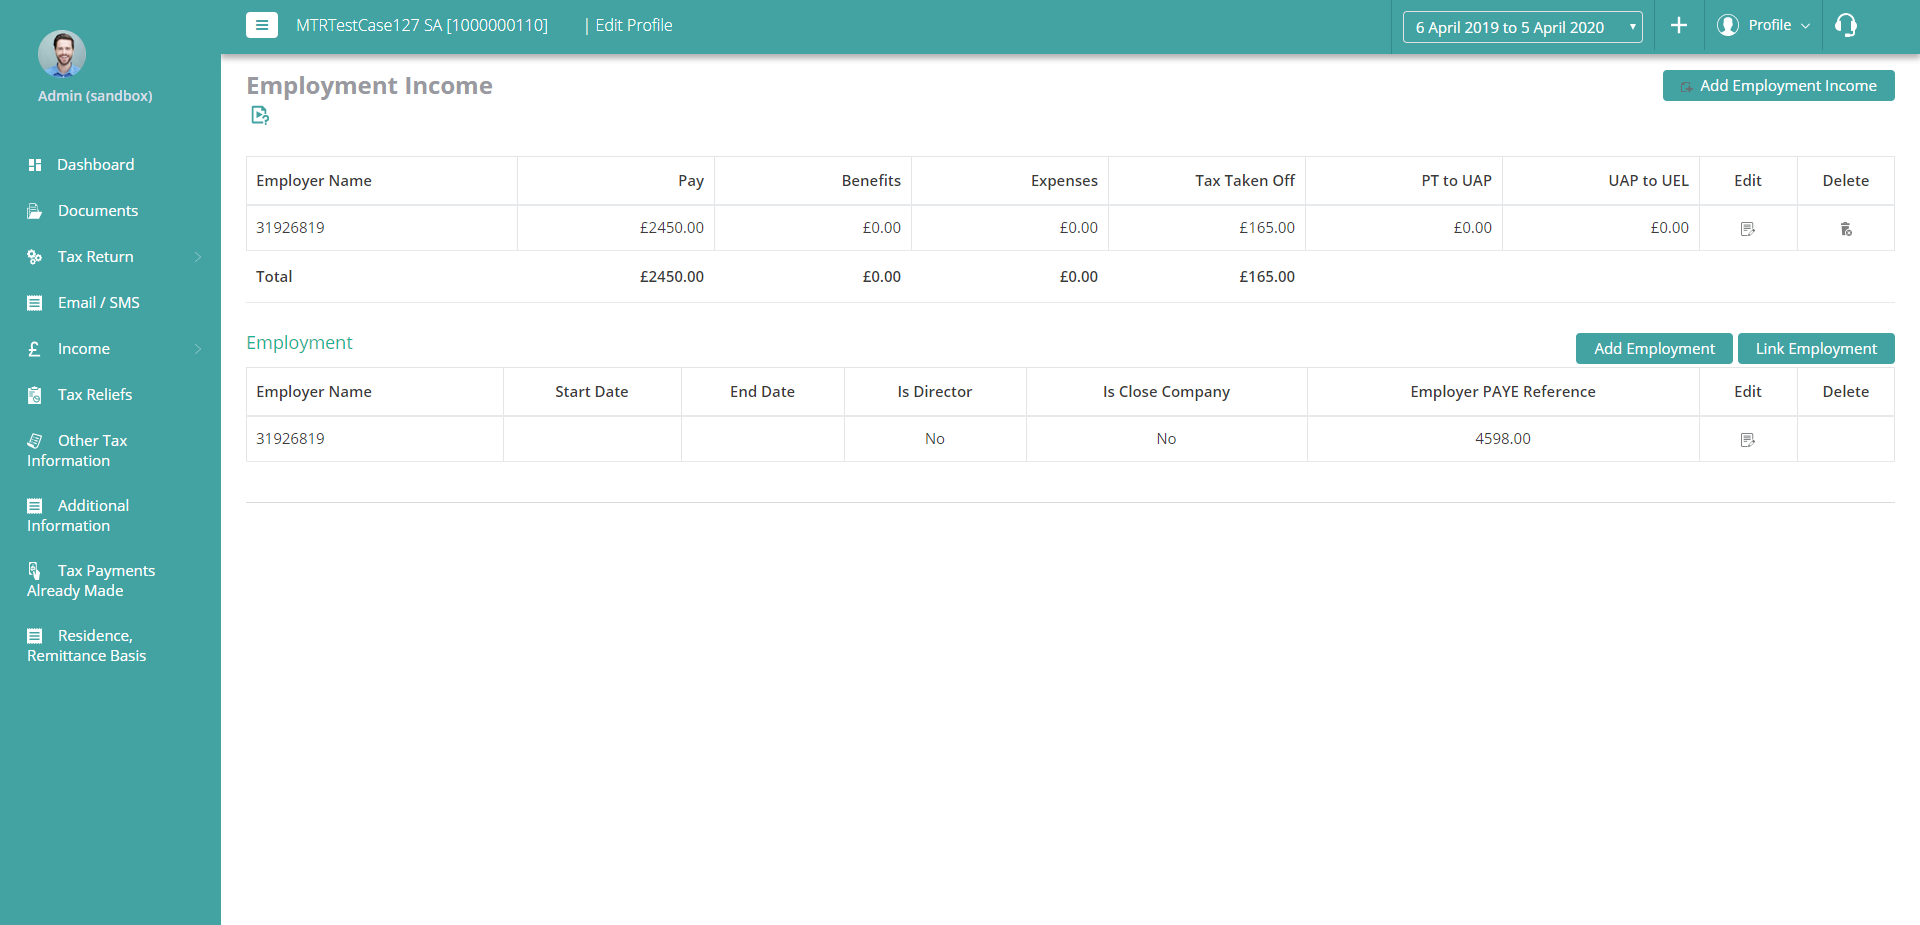 MTRTestCase127 SA [1000000110] | Edit Profile
6 April 2019 to 5 April 2020
Profile
Admin (sandbox)
Dashboard
Documents
Tax Return
Email / SMS
Income
Tax Reliefs
Other Tax
Information
Additional
Information
Tax Payments
Already Made
Residence,
Remittance Basis
Employment Income
Add Employment Income
Employer Name Pay Benefits Expenses Tax Taken Off PT to UAP UAP to UEL Edit Delete
31926819 £2450.00 £0.00 £0.00 £165.00 £0.00 £0.00
Total £2450.00 £0.00 £0.00 £165.00
Employment
Add Employment Link Employment
Employer Name Start Date End Date Is Director Is Close Company Employer PAYE Reference Edit Delete
31926819 No No 4598.00